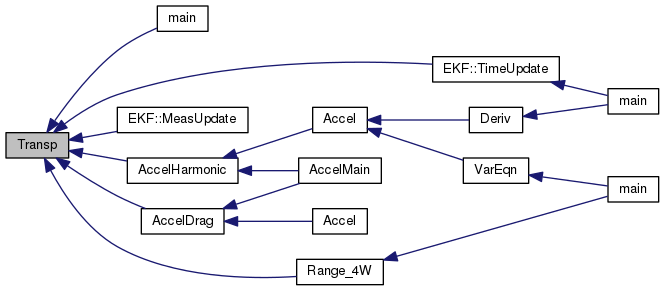 main
EKF::TimeUpdate
main
EKF::MeasUpdate
Accel
Deriv
Transp
AccelHarmonic
AccelMain
VarEqn
main
AccelDrag
Accel
Range_4W